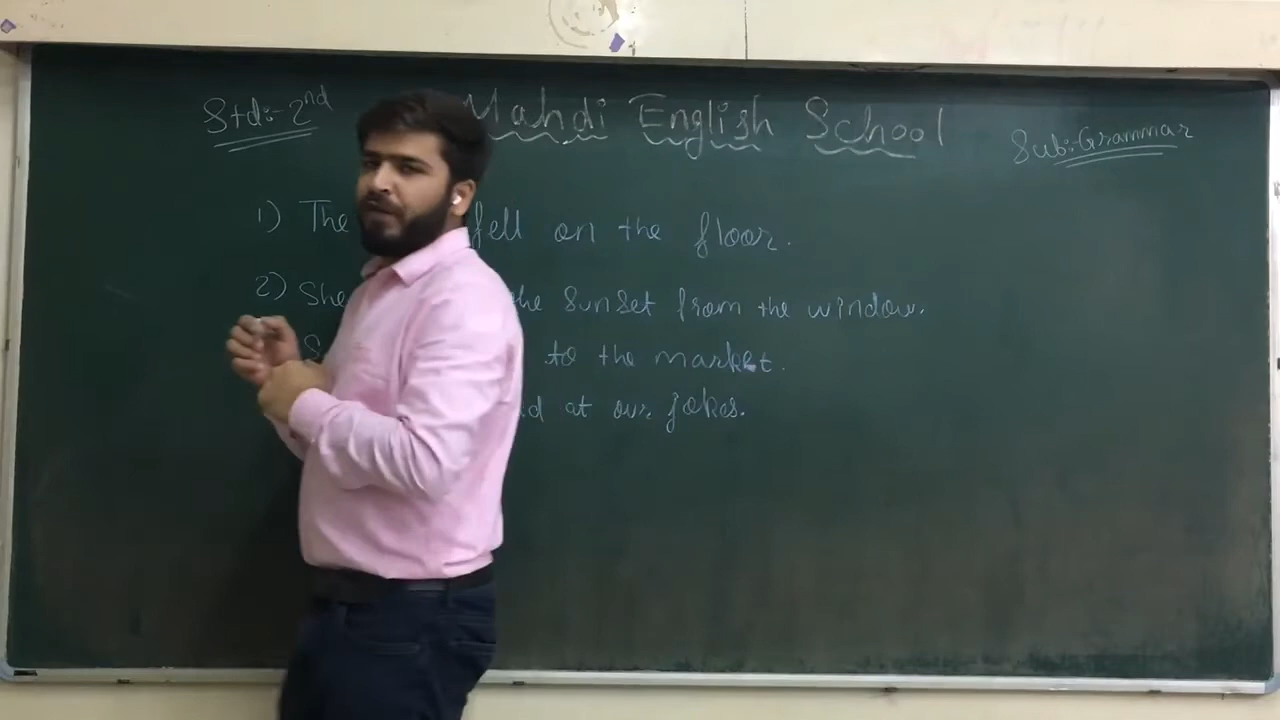 Std:-2nd Mahdi English School Sub:-Grammar
1) The fell on the floor.
2) She the sunset from the window.
to the market.
at our jokes.